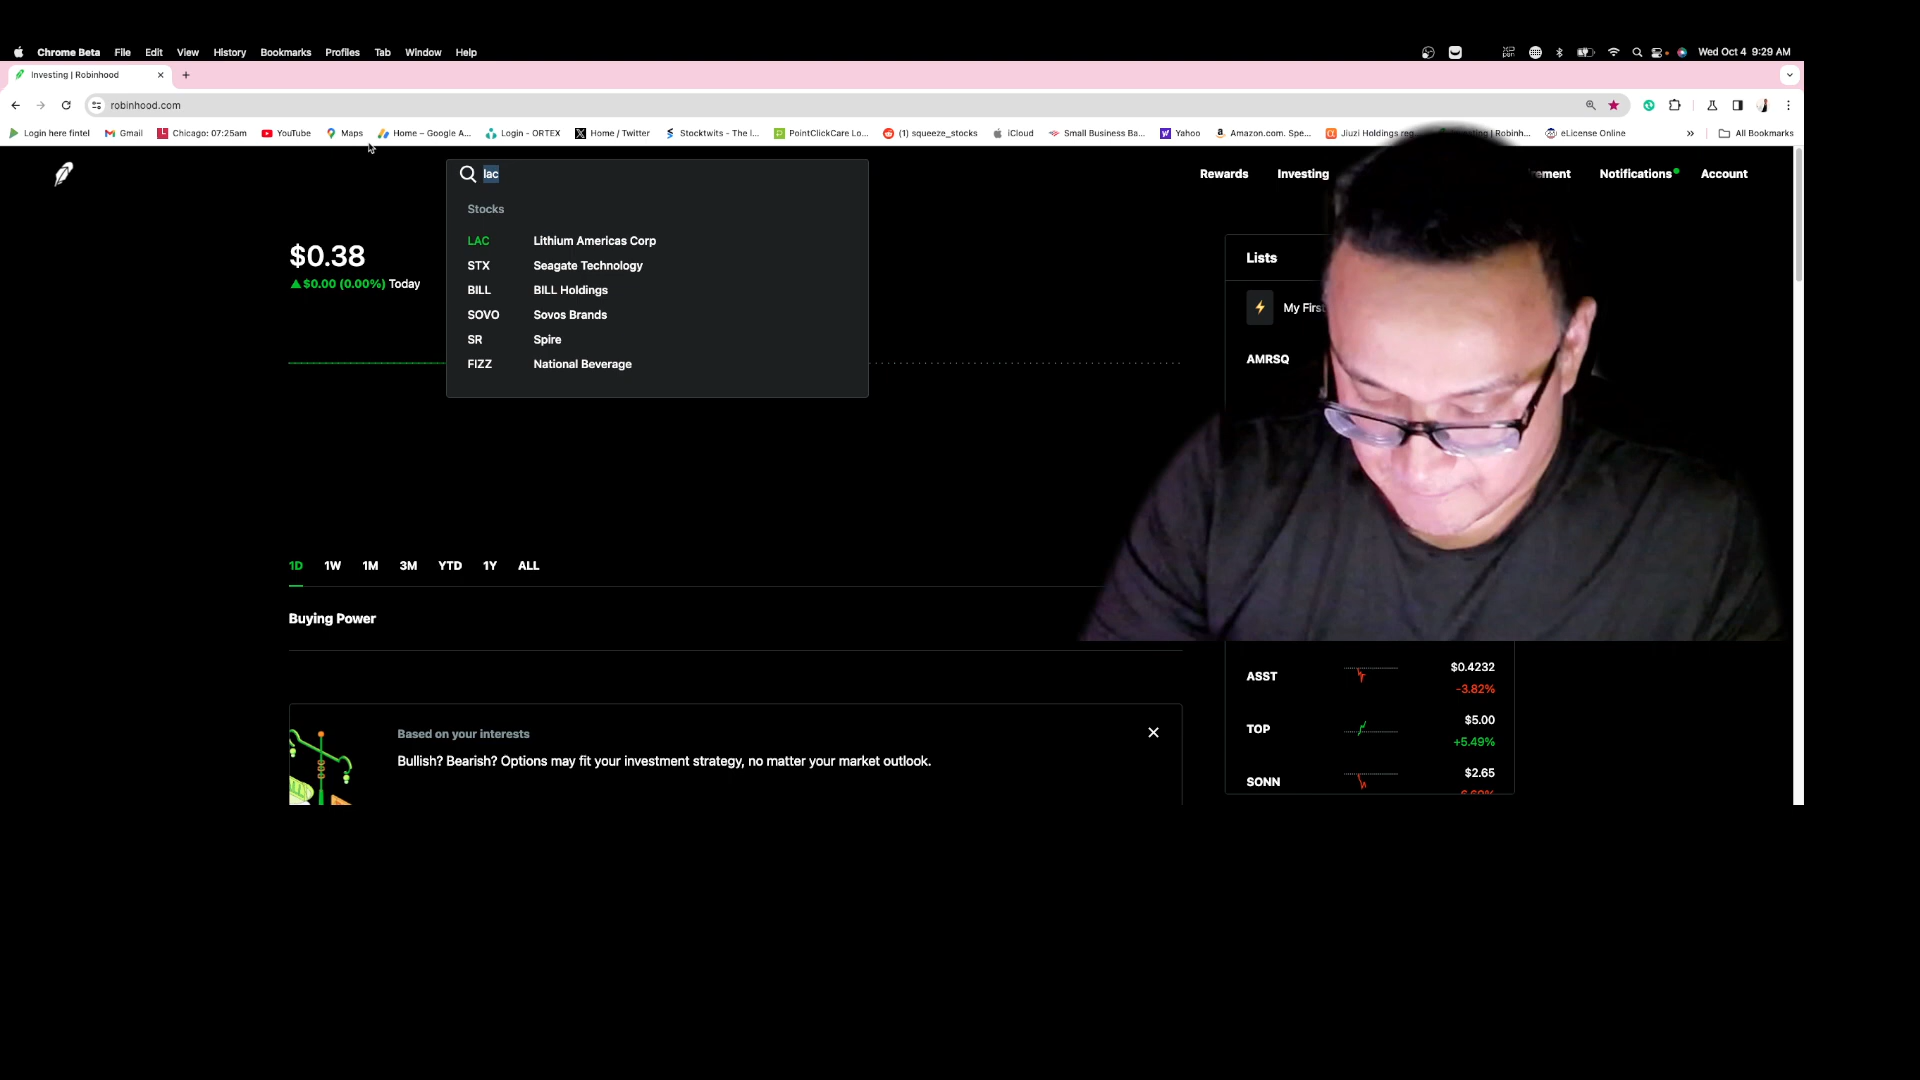 Chrome Beta File Edit View History Bookmarks Profiles Tab Window Help Wed Oct 4 9:29 AM
Investing | Robinhood
robinhood.com
Login here fintel Gmail Chicago: 07:25am YouTube Maps Home – Google A... Login - ORTEX Home / Twitter Stocktwits - The l... PointClickCare Lo... (1) squeeze_stocks iCloud Small Business Ba... Yahoo Amazon.com. Spe... Jiuzi Holdings reg | Robinh... eLicense Online » All Bookmarks
lac
Rewards Investing Notifications Account
Stocks
LAC Lithium Americas Corp
STX Seagate Technology
BILL BILL Holdings
SOVO Sovos Brands
SR Spire
FIZZ National Beverage
$0.38
$0.00 (0.00%) Today
1D 1W 1M 3M YTD 1Y ALL
Buying Power
Based on your interests
Bullish? Bearish? Options may fit your investment strategy, no matter your market outlook.
Lists
My First
AMRSQ
ASST $0.4232
-3.82%
TOP $5.00
+5.49%
SONN $2.65